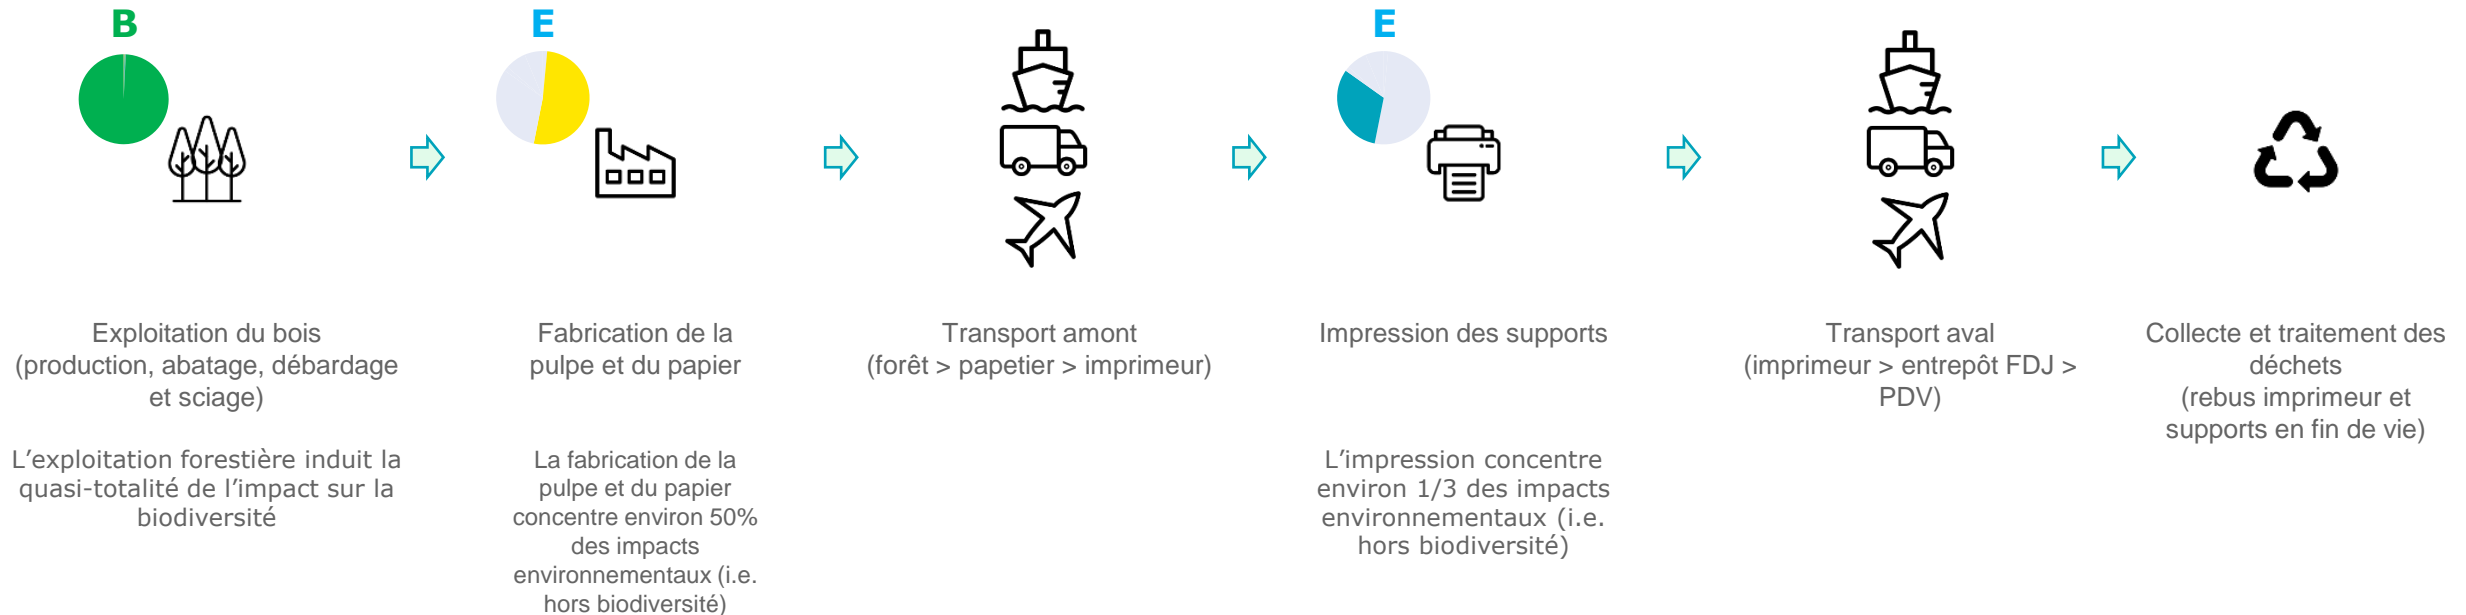 B
E
E
Exploitation du bois
(production, abatage, débardage
et sciage)
L'exploitation forestière induit la
quasi-totalité de l'impact sur la
biodiversité
Fabrication de la
pulpe et du papier
La fabrication de la
pulpe et du papier
concentre environ 50%
des impacts
environnementaux (i.e.
hors biodiversité)
Transport amont
(forêt > papetier > imprimeur)
Impression des supports
L'impression concentre
environ 1/3 des impacts
environnementaux (i.e.
hors biodiversité)
Transport aval
(imprimeur > entrepôt FDJ >
PDV)
Collecte et traitement des
déchets
(rebus imprimeur et
supports en fin de vie)